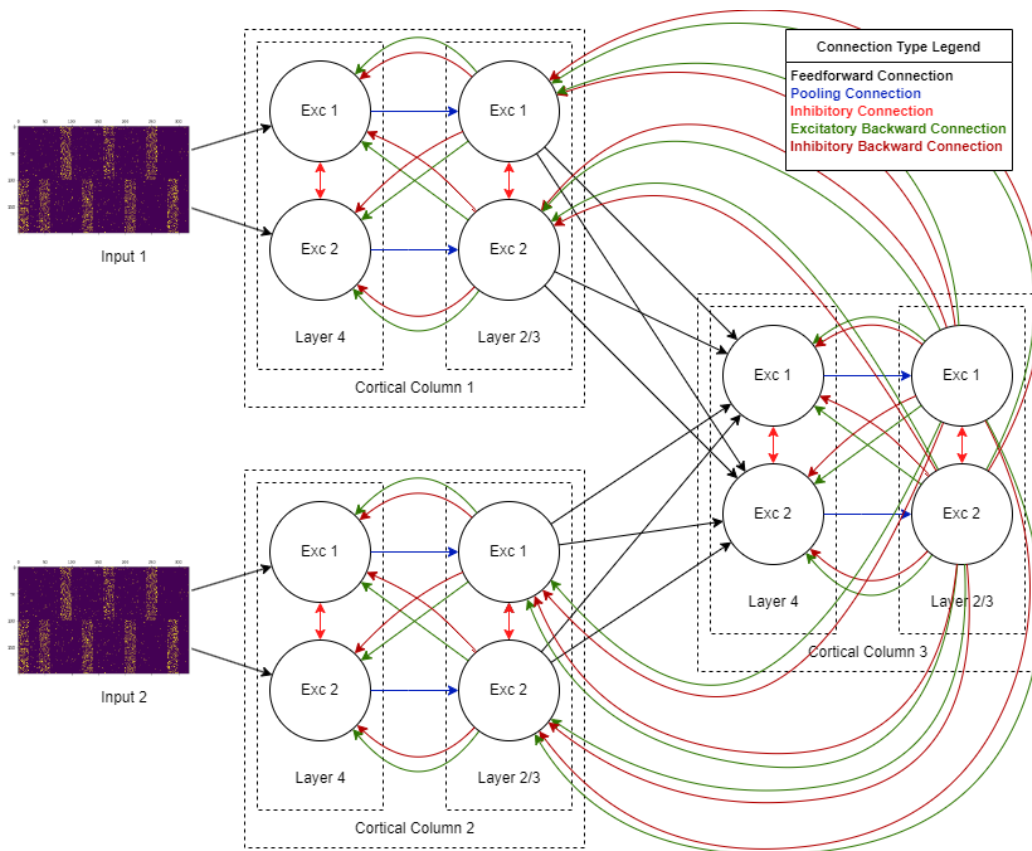 Connection Type Legend
Feedforward Connection
Pooling Connection
Inhibitory Connection
Excitatory Backward Connection
Inhibitory Backward Connection
Exc 1
Exc 1
Exc 2
Exc 2
Layer 4
Layer 2/3
Cortical Column 1
Input 1
Exc 1
Exc 1
Exc 2
Exc 2
Layer 4
Layer 2/3
Cortical Column 3
Exc 1
Exc 1
Exc 2
Exc 2
Layer 4
Layer 2/3
Cortical Column 2
Input 2